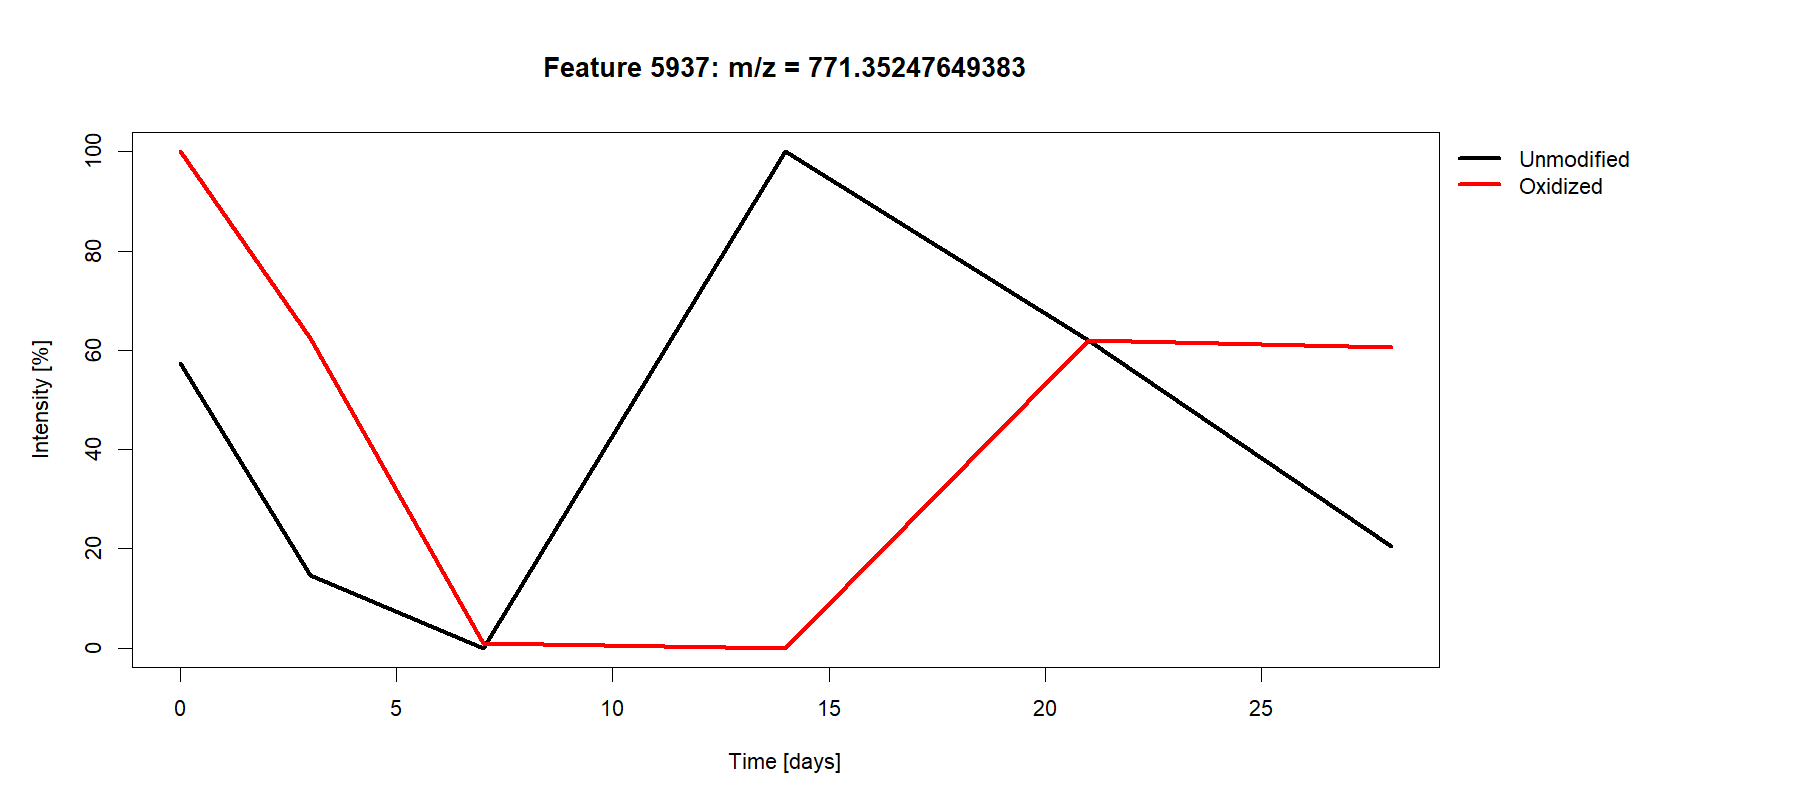 Feature 5937: m/z = 771.35247649383
Unmodified
Oxidized
100
80
60
40
20
0
Intensity [%]
0 5 10 15 20 25
Time [days]